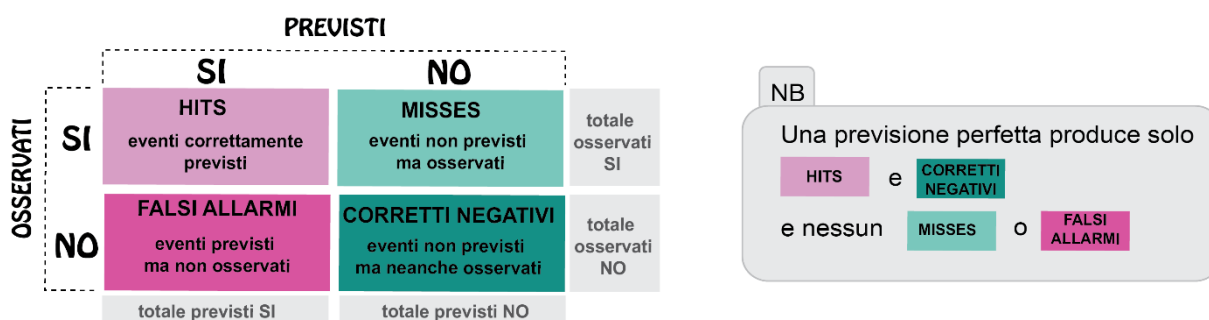 PREVISTI
SI NO
OSSERVATI
SI
HITS
eventi correttamente
previsti
MISSES
eventi non previsti
ma osservati
totale
osservati
SI
NO
FALSI ALLARMI
eventi previsti
ma non osservati
CORRETTI NEGATIVI
eventi non previsti
ma neanche osservati
totale
osservati
NO
totale previsti SI
totale previsti NO
NB
Una previsione perfetta produce solo
HITS e CORRETTI
NEGATIVI
e nessun MISSES o FALSI
ALLARMI